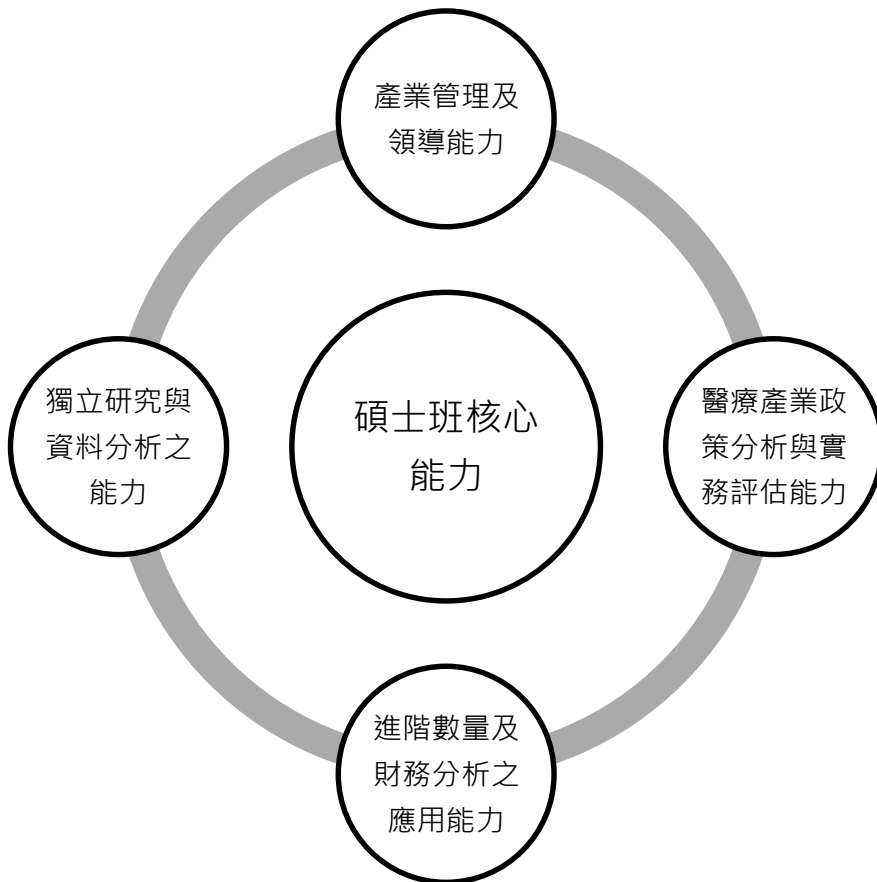 產業管理及
領導能力
獨立研究與
資料分析之
能力
碩士班核心
能力
醫療產業政
策分析與實
務評估能力
進階數量及
財務分析之
應用能力